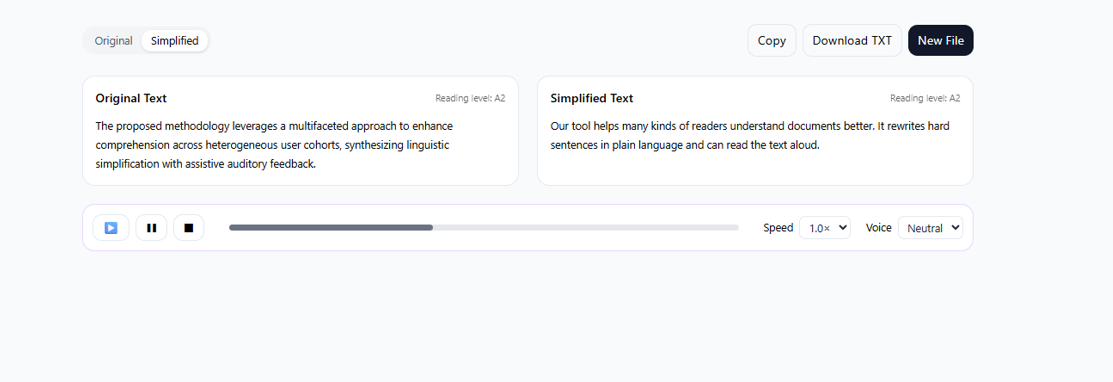 Original Simplified Copy Download TXT New File
Original Text Reading level: A2
The proposed methodology leverages a multifaceted approach to enhance
comprehension across heterogeneous user cohorts, synthesizing linguistic
simplification with assistive auditory feedback.
Simplified Text Reading level: A2
Our tool helps many kinds of readers understand documents better. It rewrites hard
sentences in plain language and can read the text aloud.
Speed 1.0× Voice Neutral